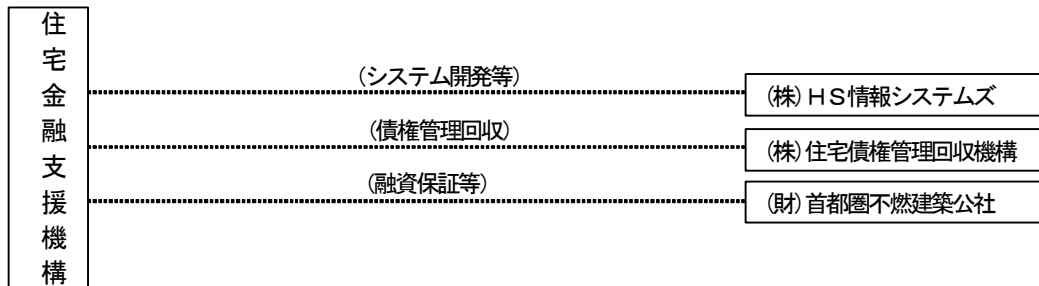 住宅金融支援機構
（システム開発等）
（株）ＨＳ情報システムズ
（債権管理回収）
（株）住宅債権管理回収機構
（融資保証等）
（財）首都圏不燃建築公社